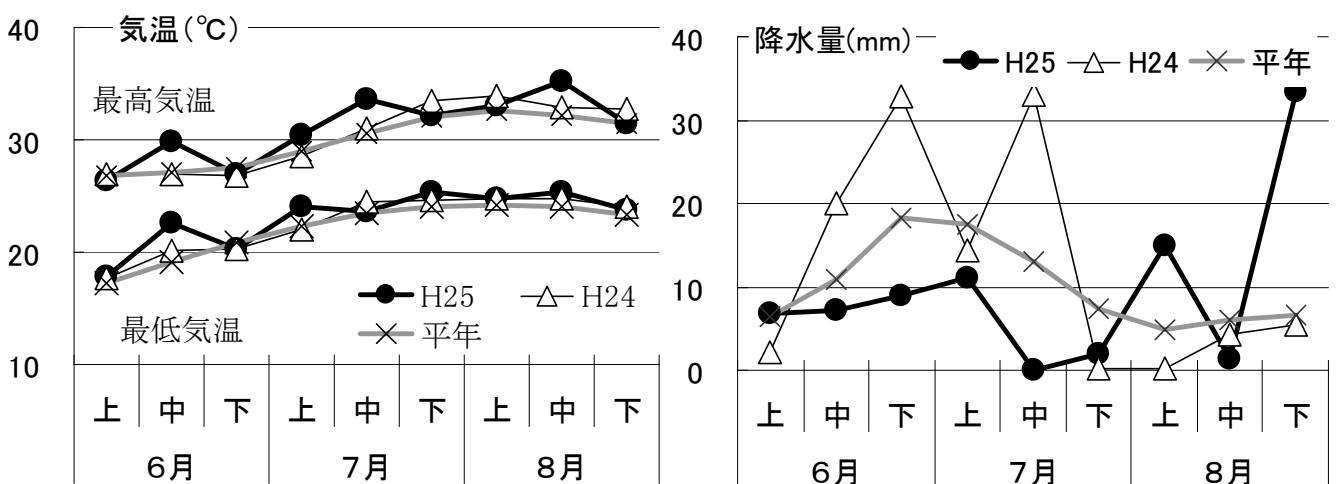 気温(℃)
40
30
20
10
最高気温
最低気温
H25
H24
平年
上 中 下 上 中 下 上 中 下
6月 7月 8月
降水量(mm)
H25 H24 平年
40
30
20
10
0
上 中 下 上 中 下 上 中 下
6月 7月 8月